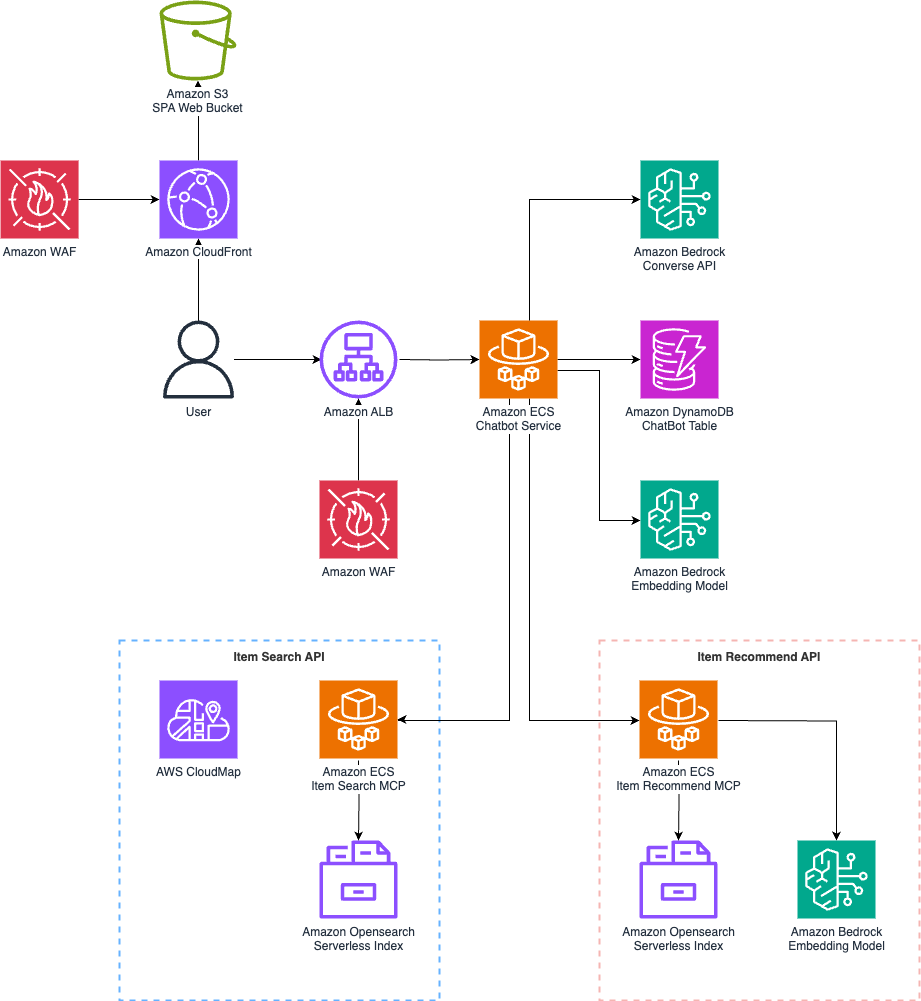 Amazon S3
SPA Web Bucket
Amazon WAF
Amazon CloudFront
Amazon Bedrock
Converse API
User
Amazon ALB
Amazon ECS
Chatbot Service
Amazon DynamoDB
ChatBot Table
Amazon WAF
Amazon Bedrock
Embedding Model
Item Search API
AWS CloudMap
Amazon ECS
Item Search MCP
Amazon Opensearch
Serverless Index
Item Recommend API
Amazon ECS
Item Recommend MCP
Amazon Opensearch
Serverless Index
Amazon Bedrock
Embedding Model